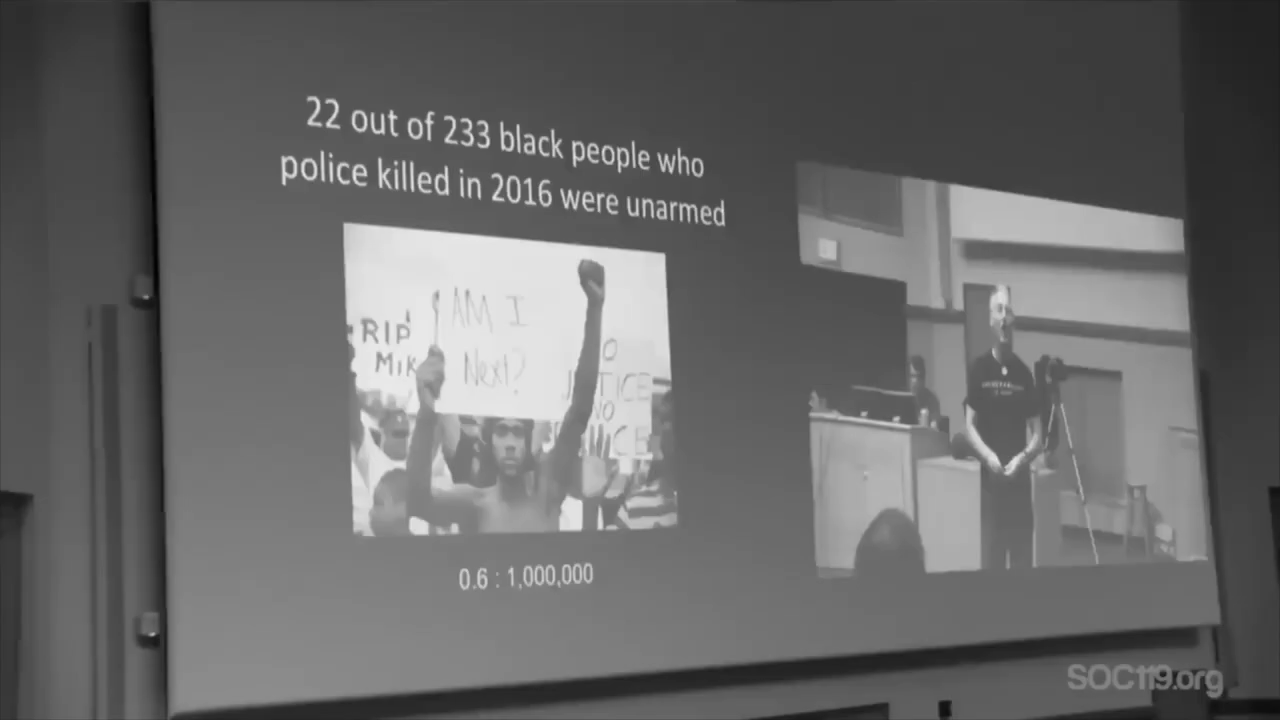 22 out of 233 black people who
police killed in 2016 were unarmed
RIP
MIK
AM I
Next?
NO
0.6 : 1,000,000
SOC119.org